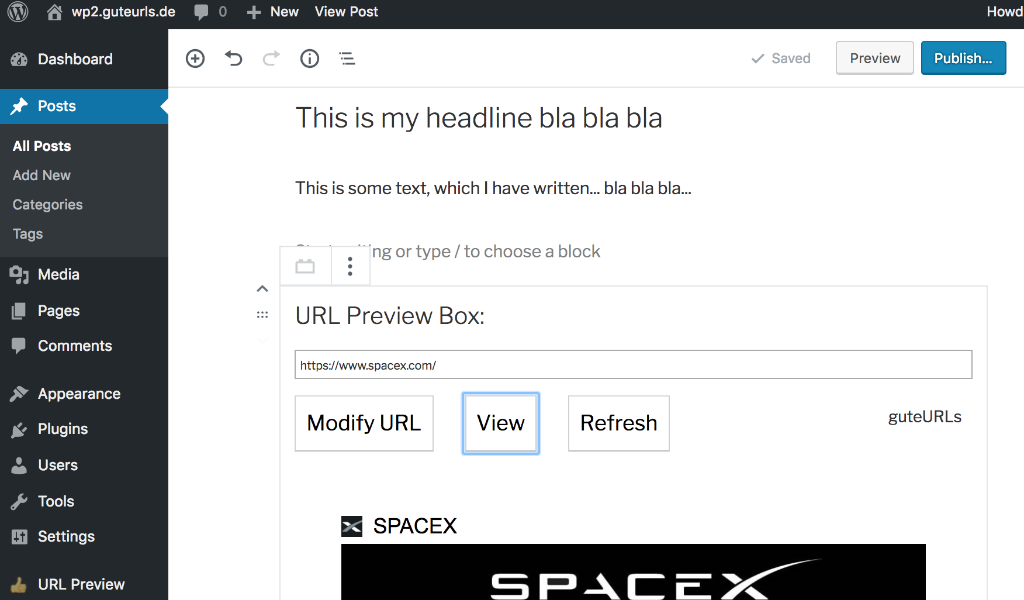 wp2.guteurls.de 0 New View Post Howd
Dashboard
Saved Preview Publish...
Posts
This is my headline bla bla bla
All Posts
Add New
This is some text, which I have written... bla bla bla...
Categories
Tags
or type / to choose a block
Media
Pages
URL Preview Box:
Comments
https://www.spacex.com/
Appearance
Modify URL View Refresh guteURLs
Plugins
Users
Tools
SPACEX
Settings
URL Preview
SPACEX